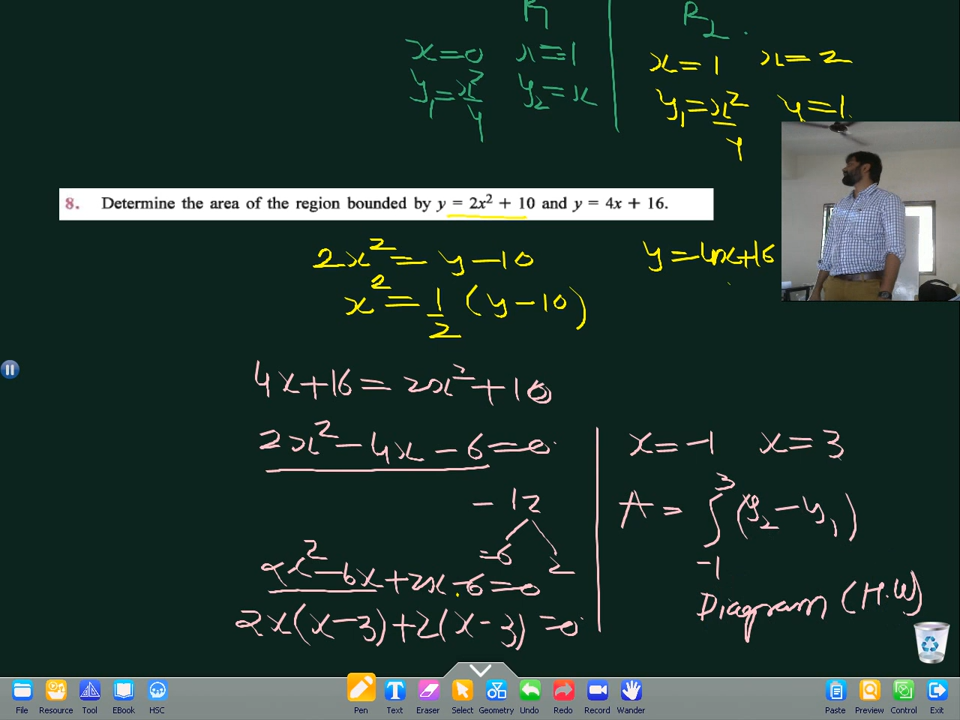 R1
x=0 x=1
y₁=x²/4 y₂=x
R₂.
x=1 x=2
y₁=x²/4 y=1.
8. Determine the area of the region bounded by y = 2x² + 10 and y = 4x + 16.
2x²=y-10
x²=1/2(y-10)
y=4x+16
4x+16=2x²+10
2x²-4x-6=0
-12
-6 2
2x²-6x+2x-6=0
2x(x-3)+2(x-3)=0
x=-1 x=3
A=∫₋₁³(y₂-y₁)
Diagram (H.W)
File Resource Tool EBook HSC Pen Text Eraser Select Geometry Undo Redo Record Wander Paste Preview Control Exit